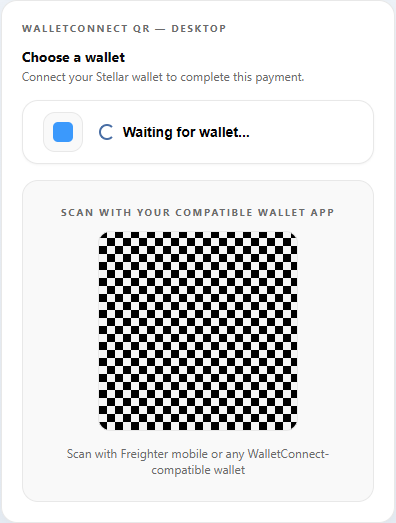 WALLETCONNECT QR — DESKTOP
Choose a wallet
Connect your Stellar wallet to complete this payment.
Waiting for wallet...
SCAN WITH YOUR COMPATIBLE WALLET APP
Scan with Freighter mobile or any WalletConnect-
compatible wallet